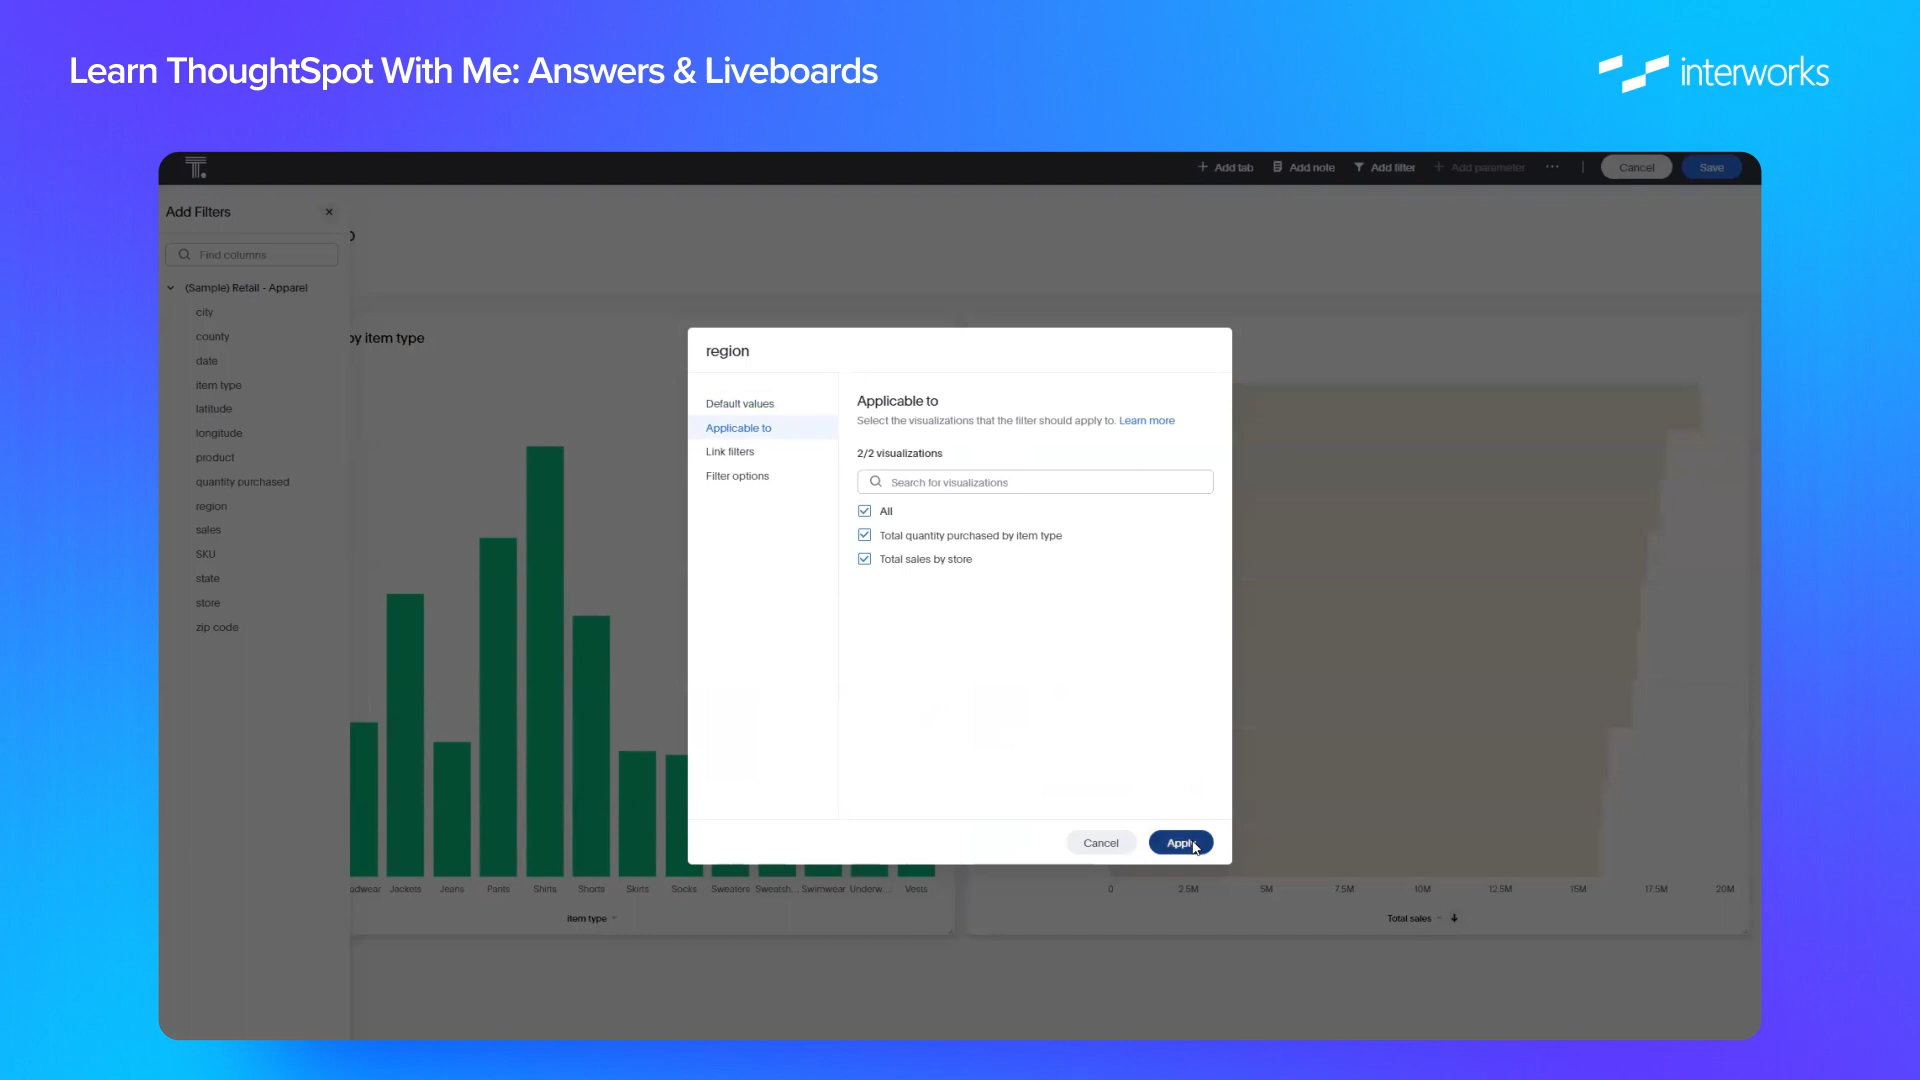 Learn ThoughtSpot With Me: Answers & Liveboards
interworks
Add tab
Add note
Add filter
Add parameter
Cancel
Save
Add Filters
Find columns
(Sample) Retail - Apparel
city
county
date
item type
latitude
longitude
product
quantity purchased
region
sales
SKU
state
store
zip code
by item type
region
Default values
Applicable to
Link filters
Filter options
Applicable to
Select the visualizations that the filter should apply to. Learn more
2/2 visualizations
Search for visualizations
All
Total quantity purchased by item type
Total sales by store
Cancel
Apply
adwear Jackets Jeans Pants Shirts Shorts Skirts Socks Sweaters Sweatsh... Swimwear Underw... Vests
item type
0 2.5M 5M 7.5M 10M 12.5M 15M 17.5M 20M
Total sales